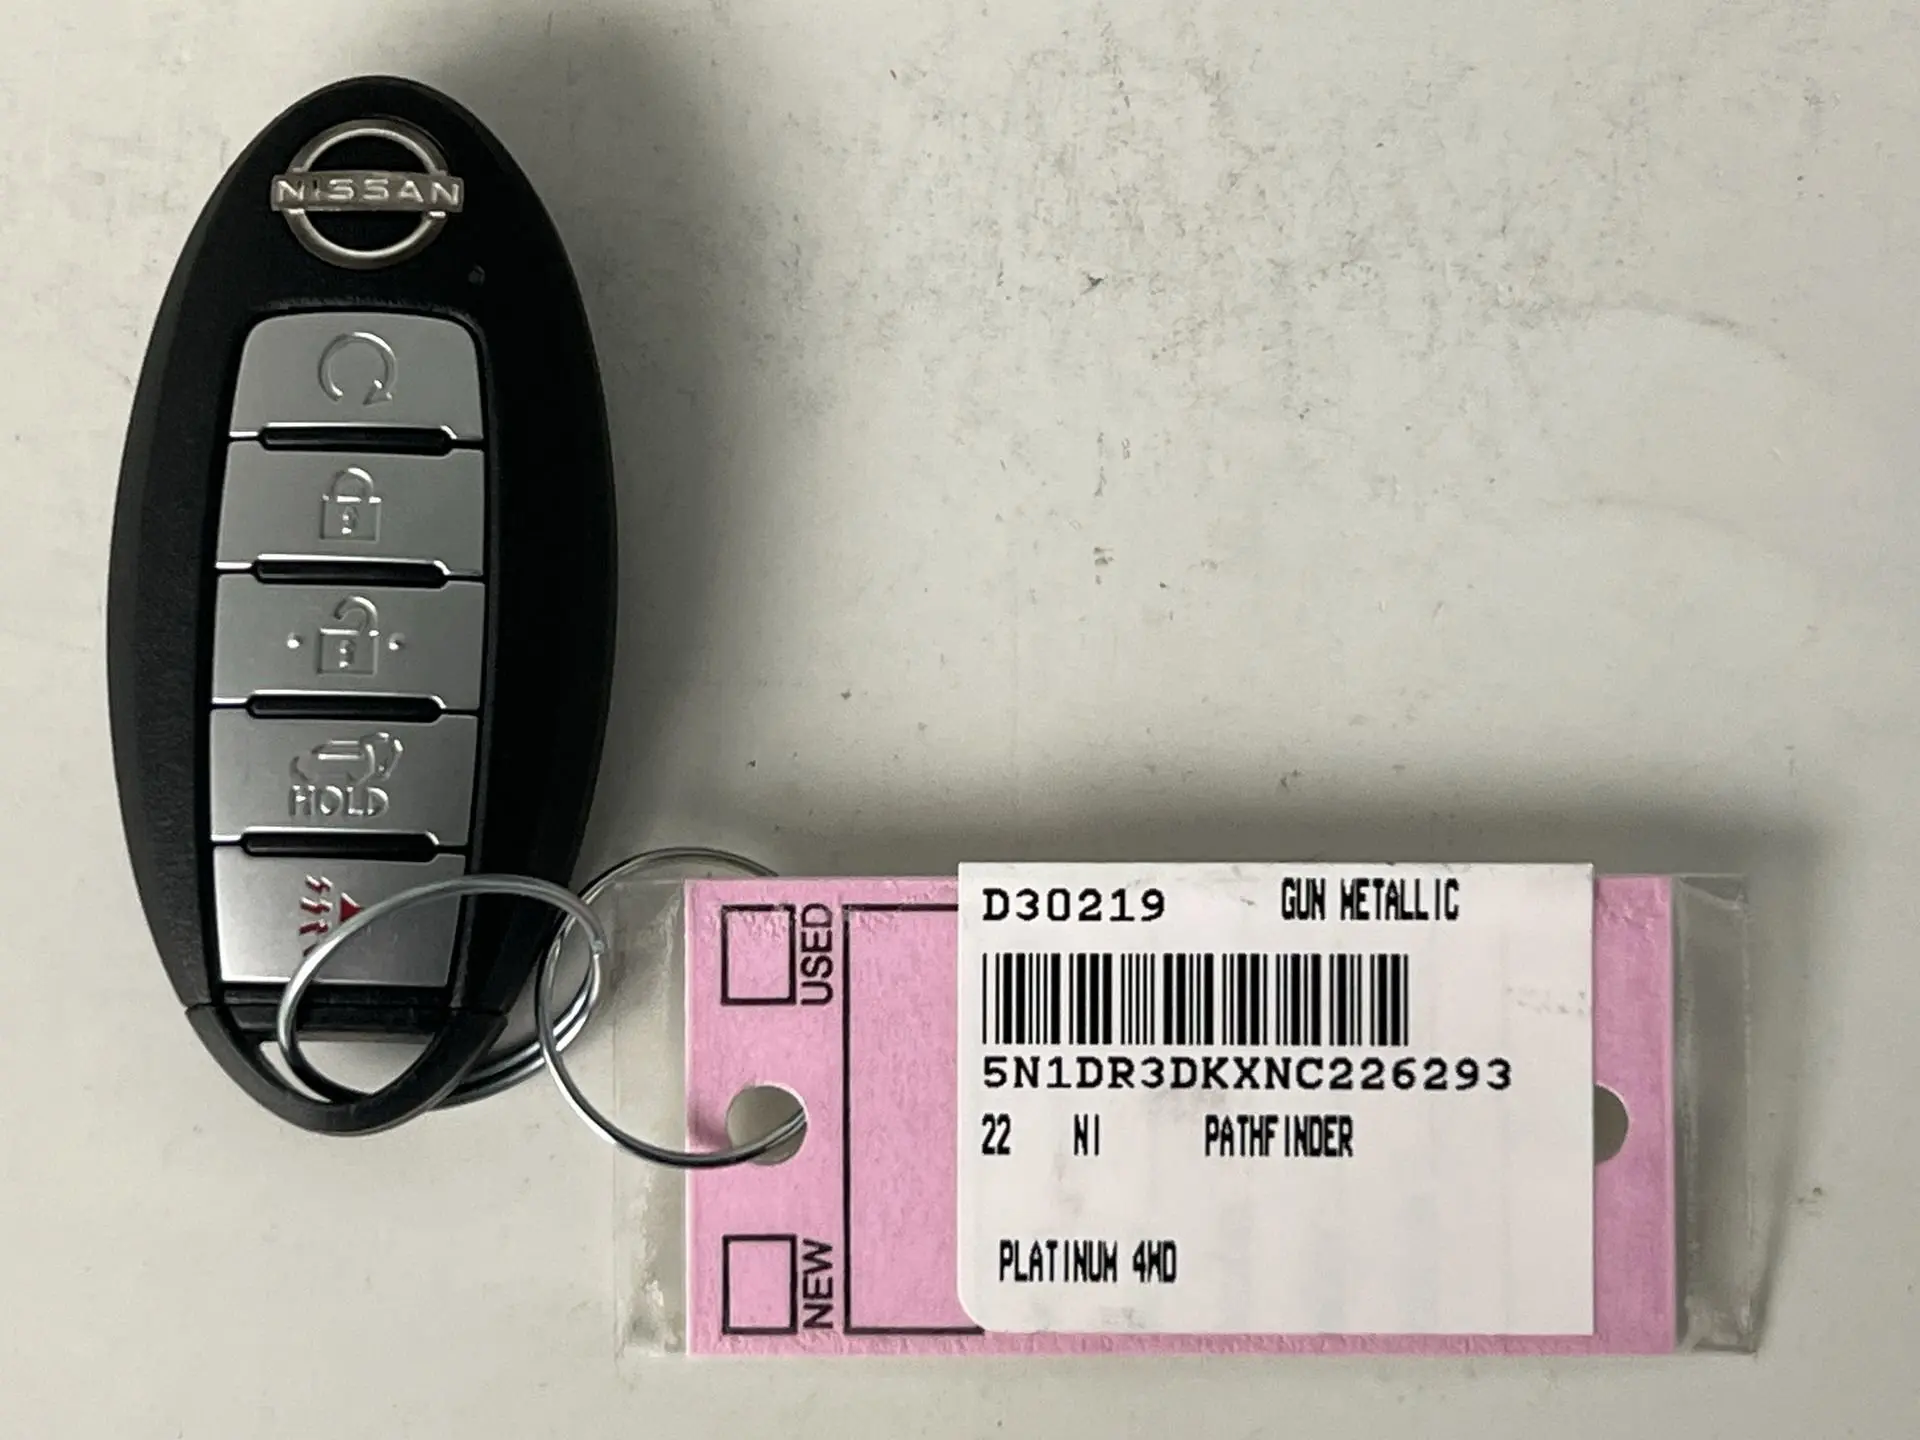 NISSAN
HOLD
USED
NEW
D30219 GUN METALLIC
5N1DR3DKXNC226293
22 NI PATHFINDER
PLATINUM 4WD